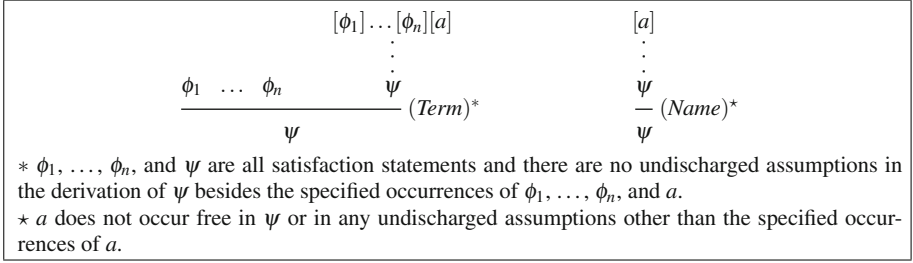 [ϕ₁] … [ϕₙ][a] [a]
ϕ₁ … ϕₙ ψ (Term)* ψ (Name)⋆
ψ ψ
∗ ϕ₁, …, ϕₙ, and ψ are all satisfaction statements and there are no undischarged assumptions in
the derivation of ψ besides the specified occurrences of ϕ₁, …, ϕₙ, and a.
⋆ a does not occur free in ψ or in any undischarged assumptions other than the specified occur-
rences of a.